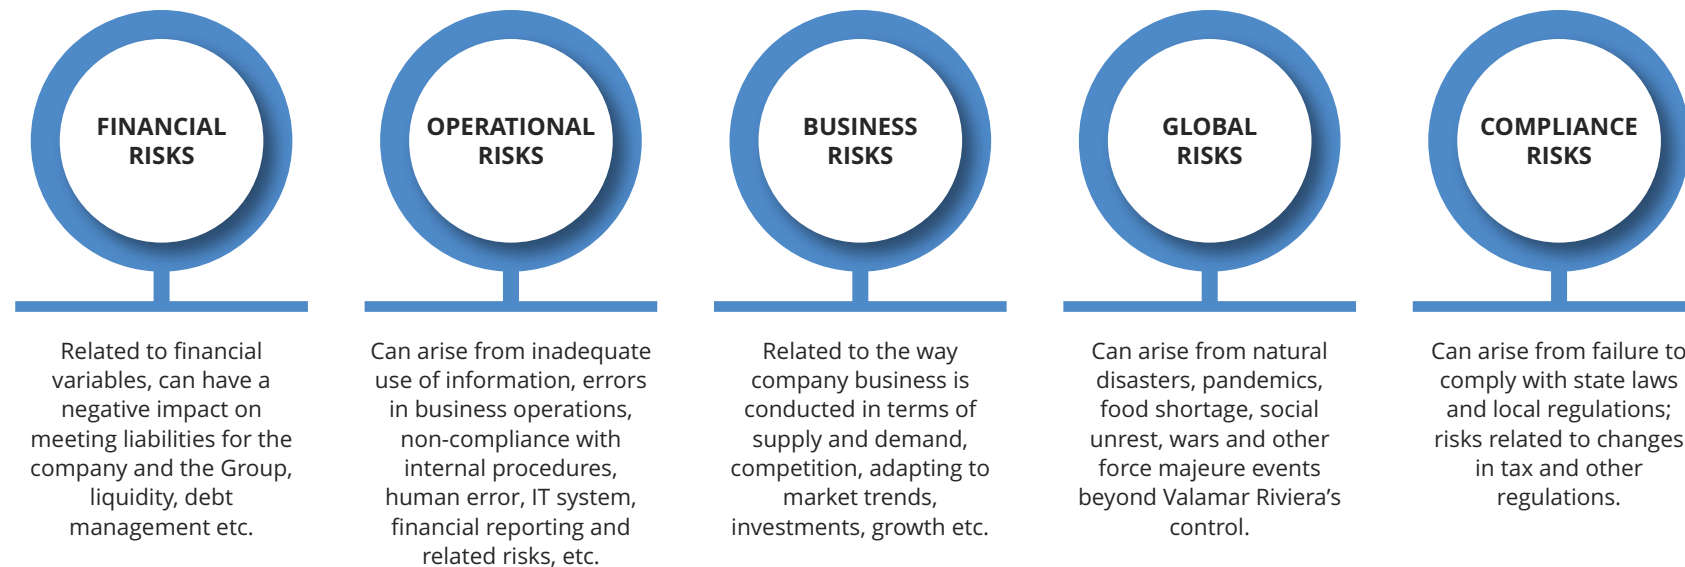 FINANCIAL
RISKS
Related to financial
variables, can have a
negative impact on
meeting liabilities for the
company and the Group,
liquidity, debt
management etc.
OPERATIONAL
RISKS
Can arise from inadequate
use of information, errors
in business operations,
non-compliance with
internal procedures,
human error, IT system,
financial reporting and
related risks, etc.
BUSINESS
RISKS
Related to the way
company business is
conducted in terms of
supply and demand,
competition, adapting to
market trends,
investments, growth etc.
GLOBAL
RISKS
Can arise from natural
disasters, pandemics,
food shortage, social
unrest, wars and other
force majeure events
beyond Valamar Riviera’s
control.
COMPLIANCE
RISKS
Can arise from failure to
comply with state laws
and local regulations;
risks related to changes
in tax and other
regulations.